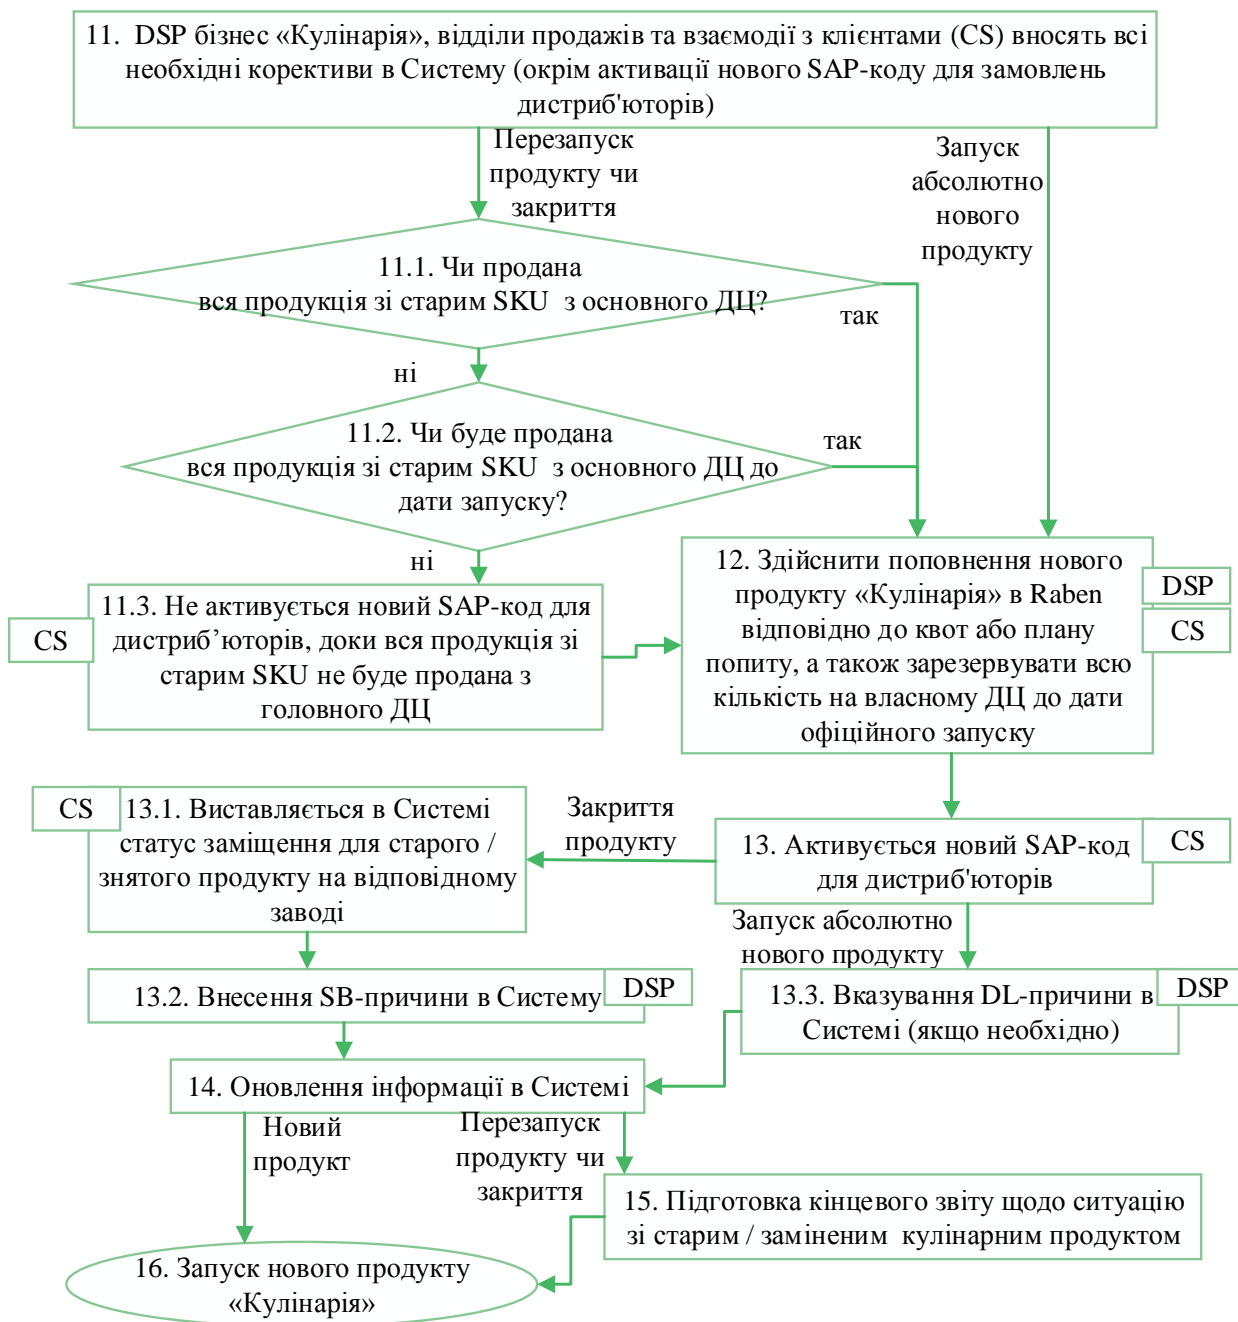 11. DSP бізнес «Кулінарія», відділи продажів та взаємодії з клієнтами (CS) вносять всі
необхідні корективи в Систему (окрім активації нового SAP-коду для замовлень
дистриб'юторів)
Перезапуск
продукту чи
закриття
Запуск
абсолютно
нового
продукту
11.1. Чи продана
вся продукція зі старим SKU з основного ДЦ?
так
ні
11.2. Чи буде продана
вся продукція зі старим SKU з основного ДЦ до
дати запуску?
так
ні
11.3. Не активується новий SAP-код для
дистриб’юторів, доки вся продукція зі
старим SKU не буде продана з
головного ДЦ
CS
12. Здійснити поповнення нового
продукту «Кулінарія» в Raben
відповідно до квот або плану
попиту, а також зарезервувати всю
кількість на власному ДЦ до дати
офіційного запуску
DSP
CS
13. Активується новий SAP-код
для дистриб'юторів
CS
Закриття
продукту
CS
13.1. Виставляється в Системі
статус заміщення для старого /
знятого продукту на відповідному
заводі
Запуск абсолютно
нового продукту
13.2. Внесення SB-причини в Систему
DSP
13.3. Вказування DL-причини в
Системі (якщо необхідно)
DSP
14. Оновлення інформації в Системі
Новий
продукт
Перезапуск
продукту чи
закриття
15. Підготовка кінцевого звіту щодо ситуацію
зі старим / заміненим кулінарним продуктом
16. Запуск нового продукту
«Кулінарія»